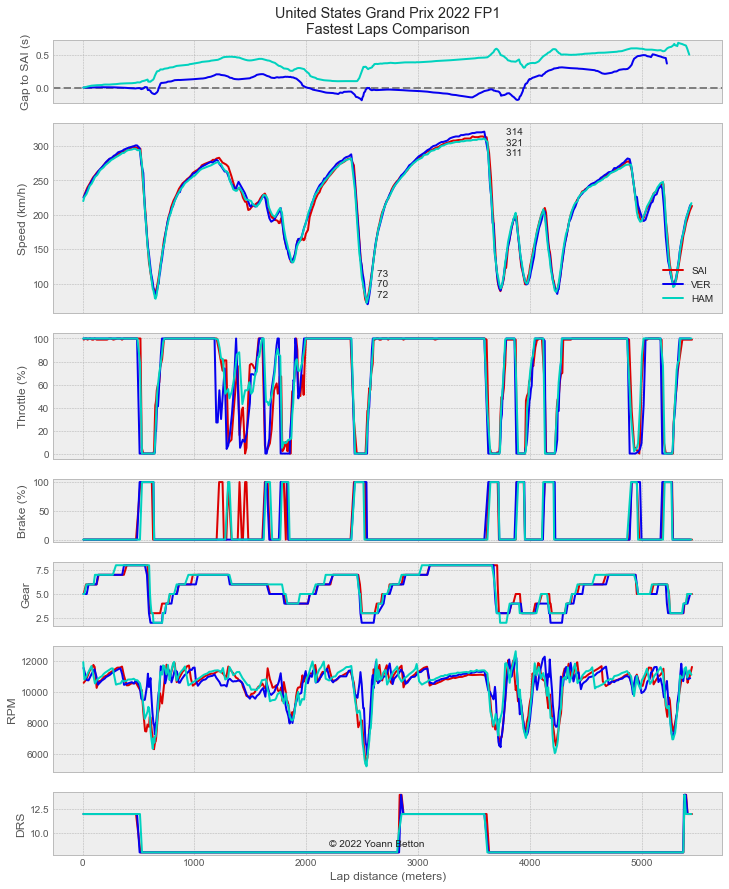 United States Grand Prix 2022 FP1
Fastest Laps Comparison
Gap to SAI (s)
0.5
0.0
Speed (km/h)
300
250
200
150
100
314
321
311
73
70
72
SAI
VER
HAM
Throttle (%)
100
80
60
40
20
0
Brake (%)
100
50
0
Gear
7.5
5.0
2.5
RPM
12000
10000
8000
6000
DRS
12.5
10.0
© 2022 Yoann Betton
0 1000 2000 3000 4000 5000
Lap distance (meters)